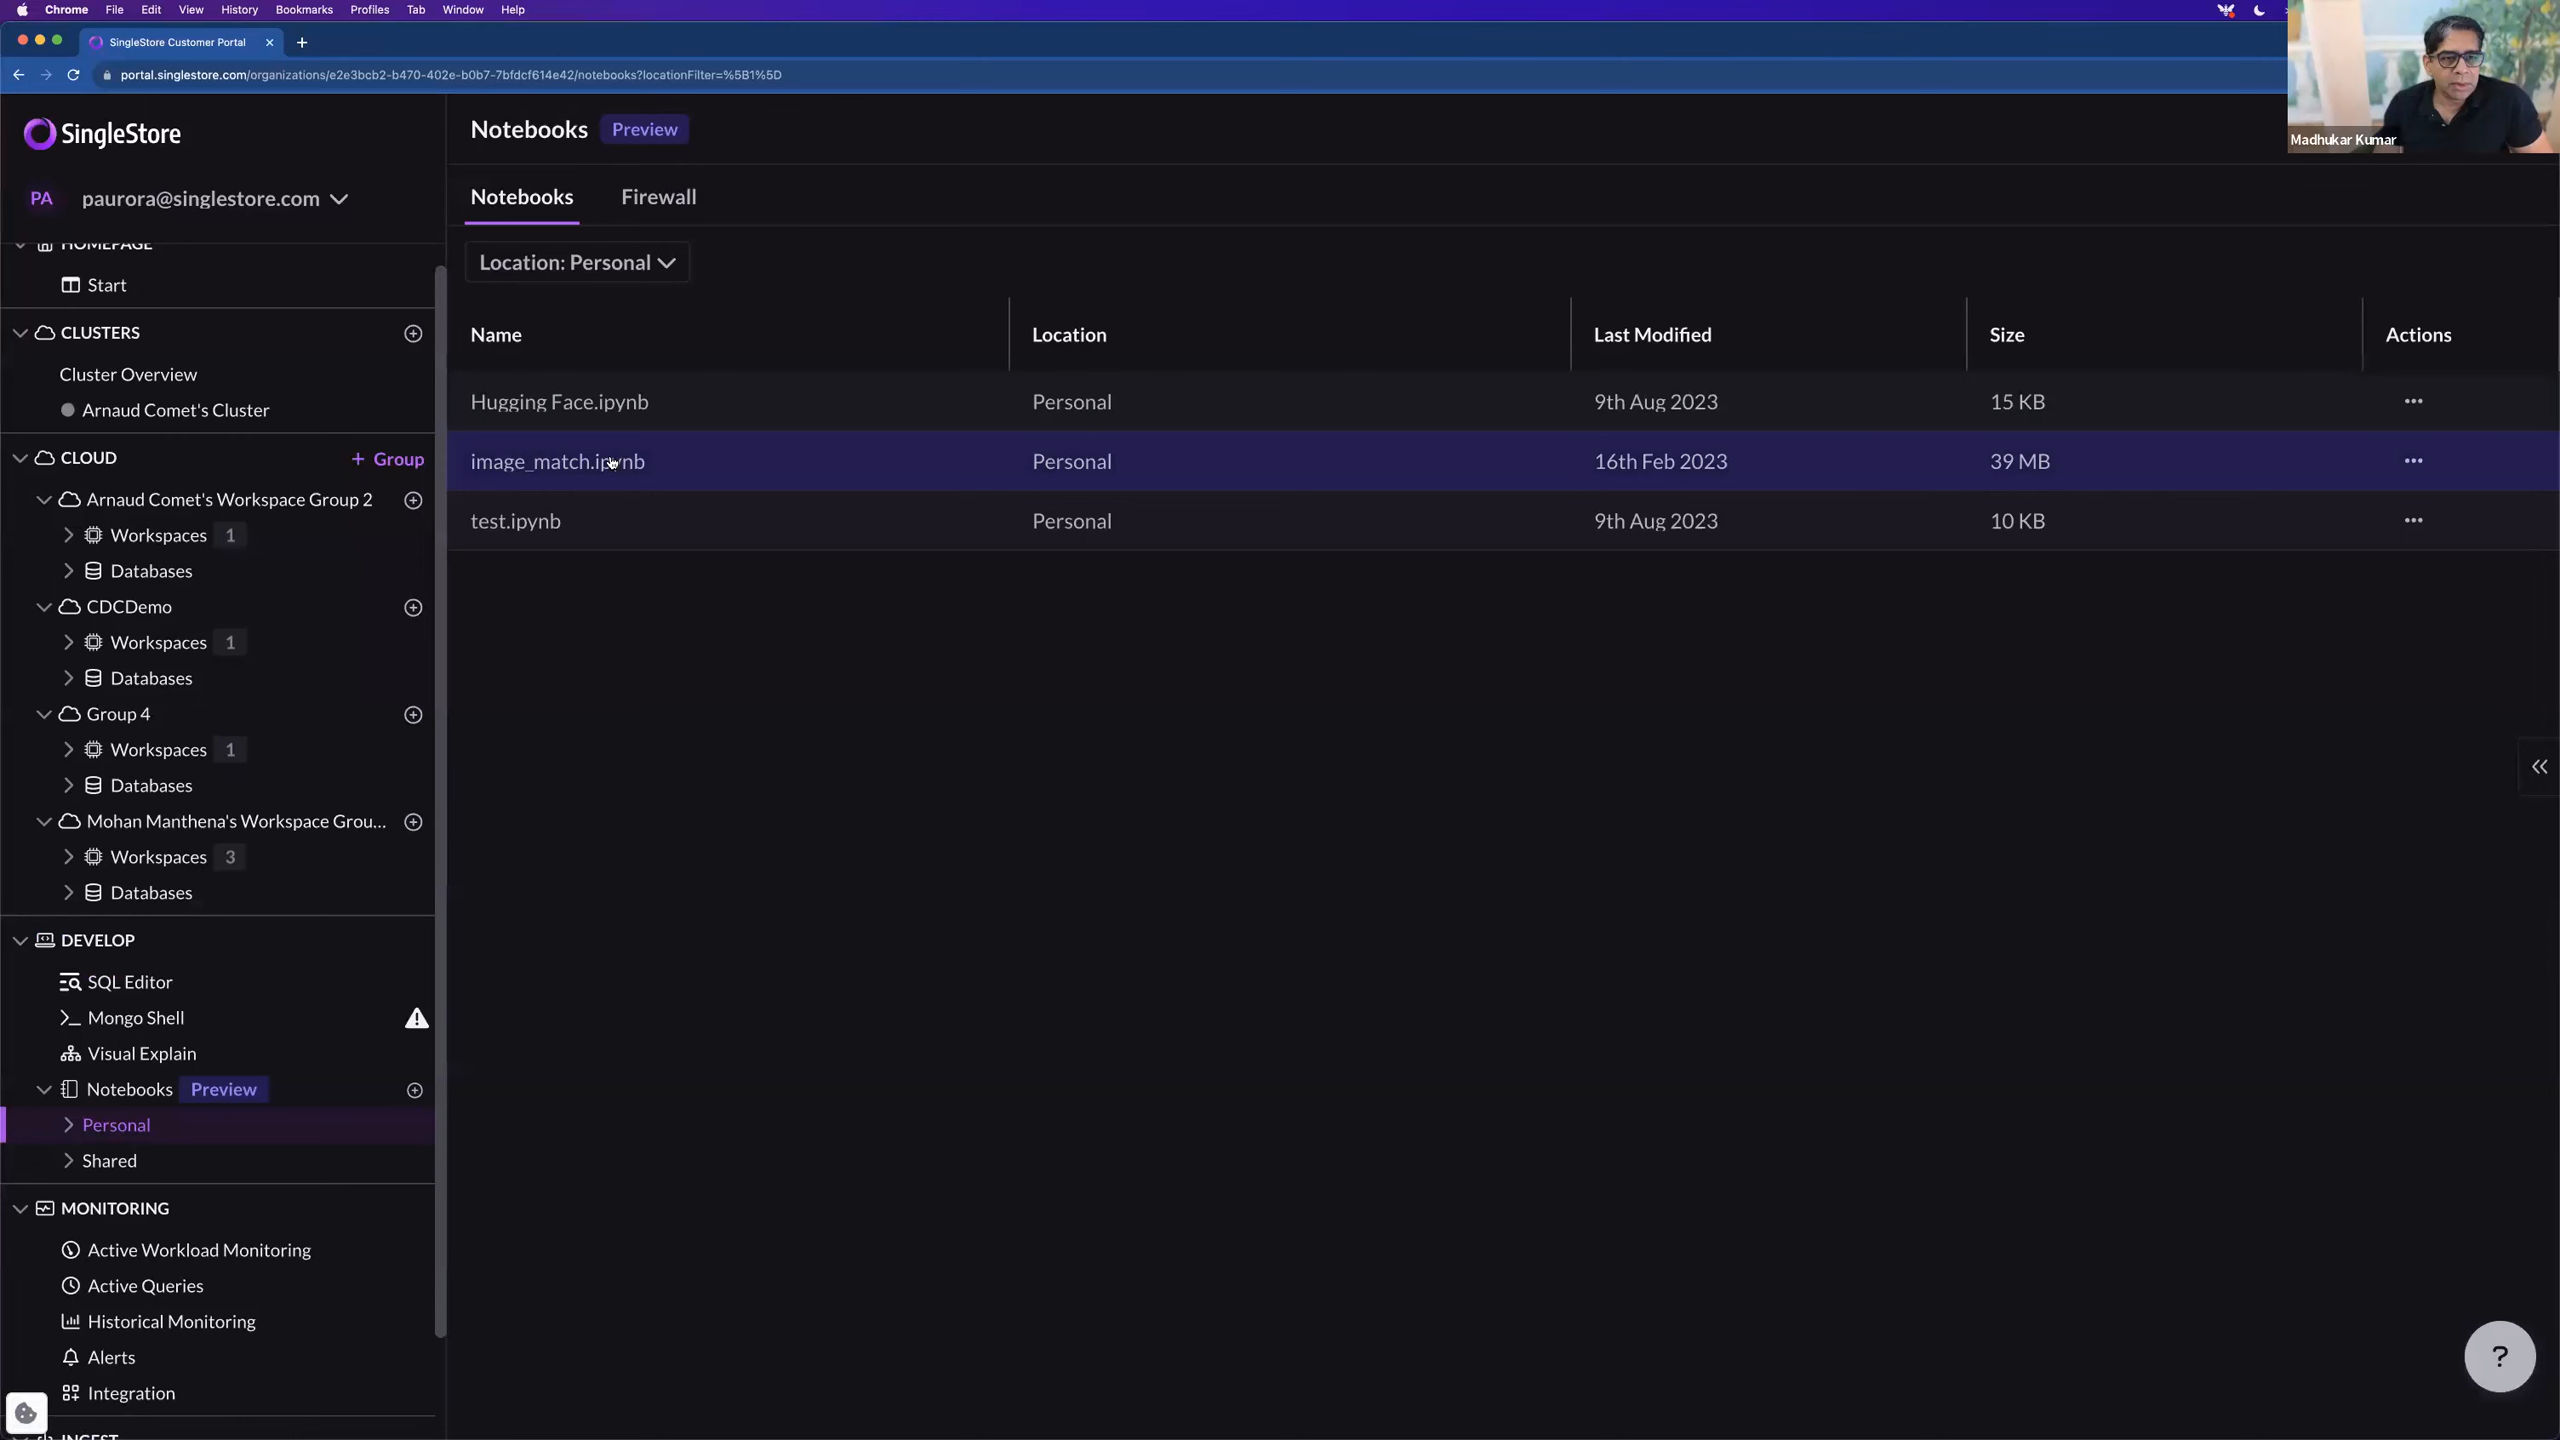 Chrome File Edit View History Bookmarks Profiles Tab Window Help
SingleStore Customer Portal
portal.singlestore.com/organizations/e2e3bcb2-b470-402e-b0b7-7bfdcf614e42/notebooks?locationFilter=%5B1%5D
Madhukar Kumar
SingleStore
PA paurora@singlestore.com
HOMEPAGE
Start
CLUSTERS
Cluster Overview
Arnaud Comet's Cluster
CLOUD + Group
Arnaud Comet's Workspace Group 2
Workspaces 1
Databases
CDCDemo
Workspaces 1
Databases
Group 4
Workspaces 1
Databases
Mohan Manthena's Workspace Grou...
Workspaces 3
Databases
DEVELOP
SQL Editor
Mongo Shell
Visual Explain
Notebooks Preview
Personal
Shared
MONITORING
Active Workload Monitoring
Active Queries
Historical Monitoring
Alerts
Integration
INGEST
Notebooks Preview
Notebooks Firewall
Location: Personal
Name Location Last Modified Size Actions
Hugging Face.ipynb Personal 9th Aug 2023 15 KB ...
image_match.ipynb Personal 16th Feb 2023 39 MB ...
test.ipynb Personal 9th Aug 2023 10 KB ...
?